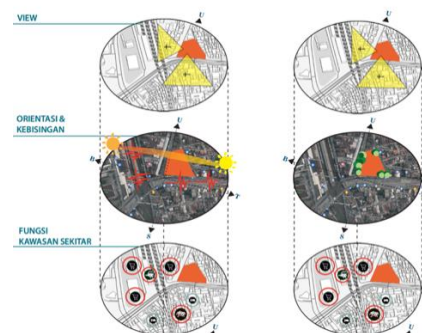 VIEW
U
U
ORIENTASI &
KEBISINGAN
U
U
B
T
B
S
S
FUNGSI
KAWASAN SEKITAR
U
U